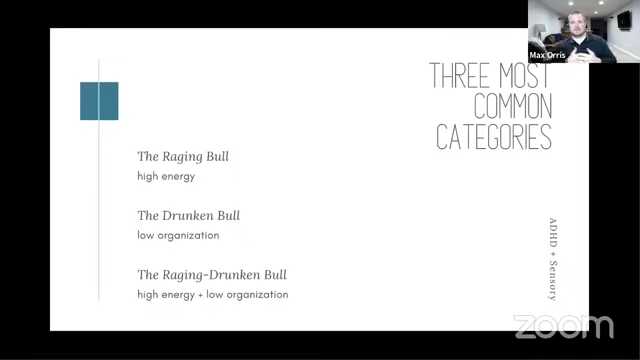 Max Orris
THREE MOST
COMMON
CATEGORIES
The Raging Bull
high energy
The Drunken Bull
low organization
The Raging-Drunken Bull
high energy + low organization
ADHD + Sensory
zoom